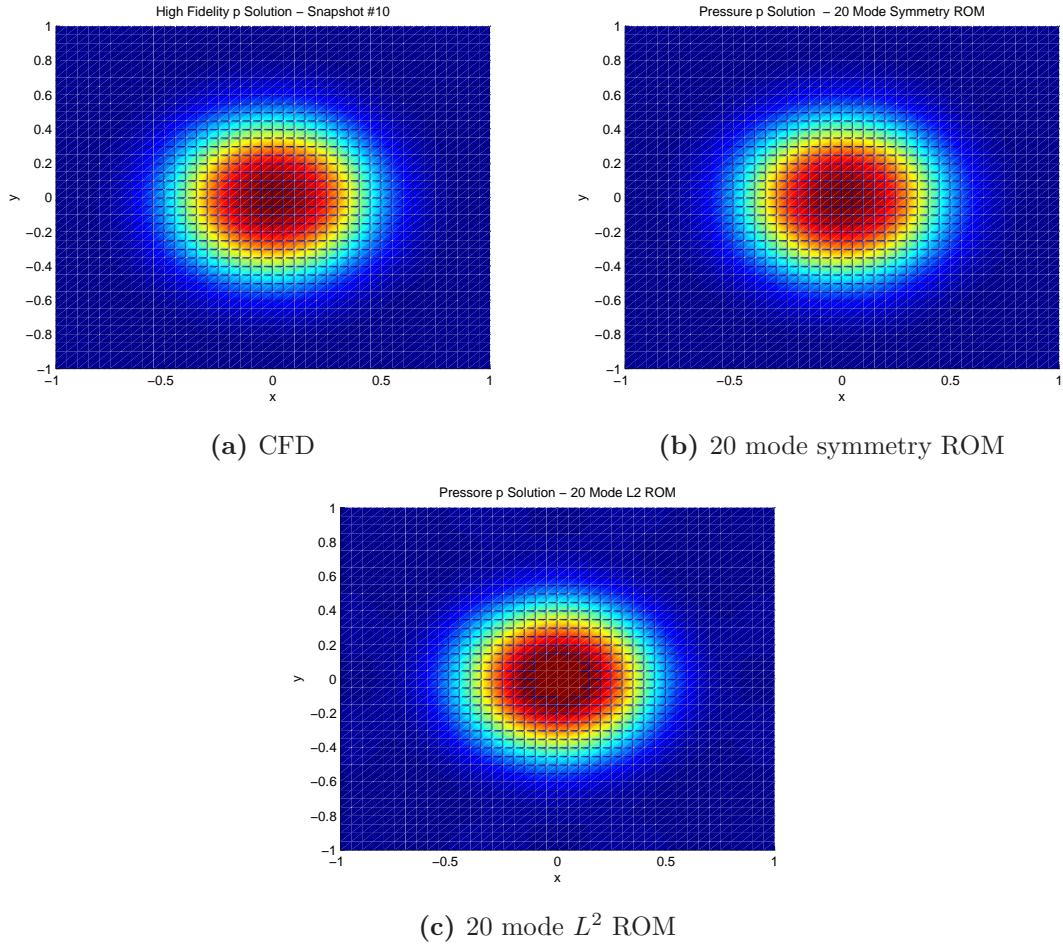 High Fidelity p Solution – Snapshot #10
1
0.8
0.6
0.4
0.2
y
0
−0.2
−0.4
−0.6
−0.8
−1
−1 −0.5 0 0.5 1
x
(a) CFD
Pressure p Solution – 20 Mode Symmetry ROM
1
0.8
0.6
0.4
0.2
y
0
−0.2
−0.4
−0.6
−0.8
−1
−1 −0.5 0 0.5 1
x
(b) 20 mode symmetry ROM
Pressure p Solution – 20 Mode L2 ROM
1
0.8
0.6
0.4
0.2
y
0
−0.2
−0.4
−0.6
−0.8
−1
−1 −0.5 0 0.5 1
x
(c) 20 mode L² ROM